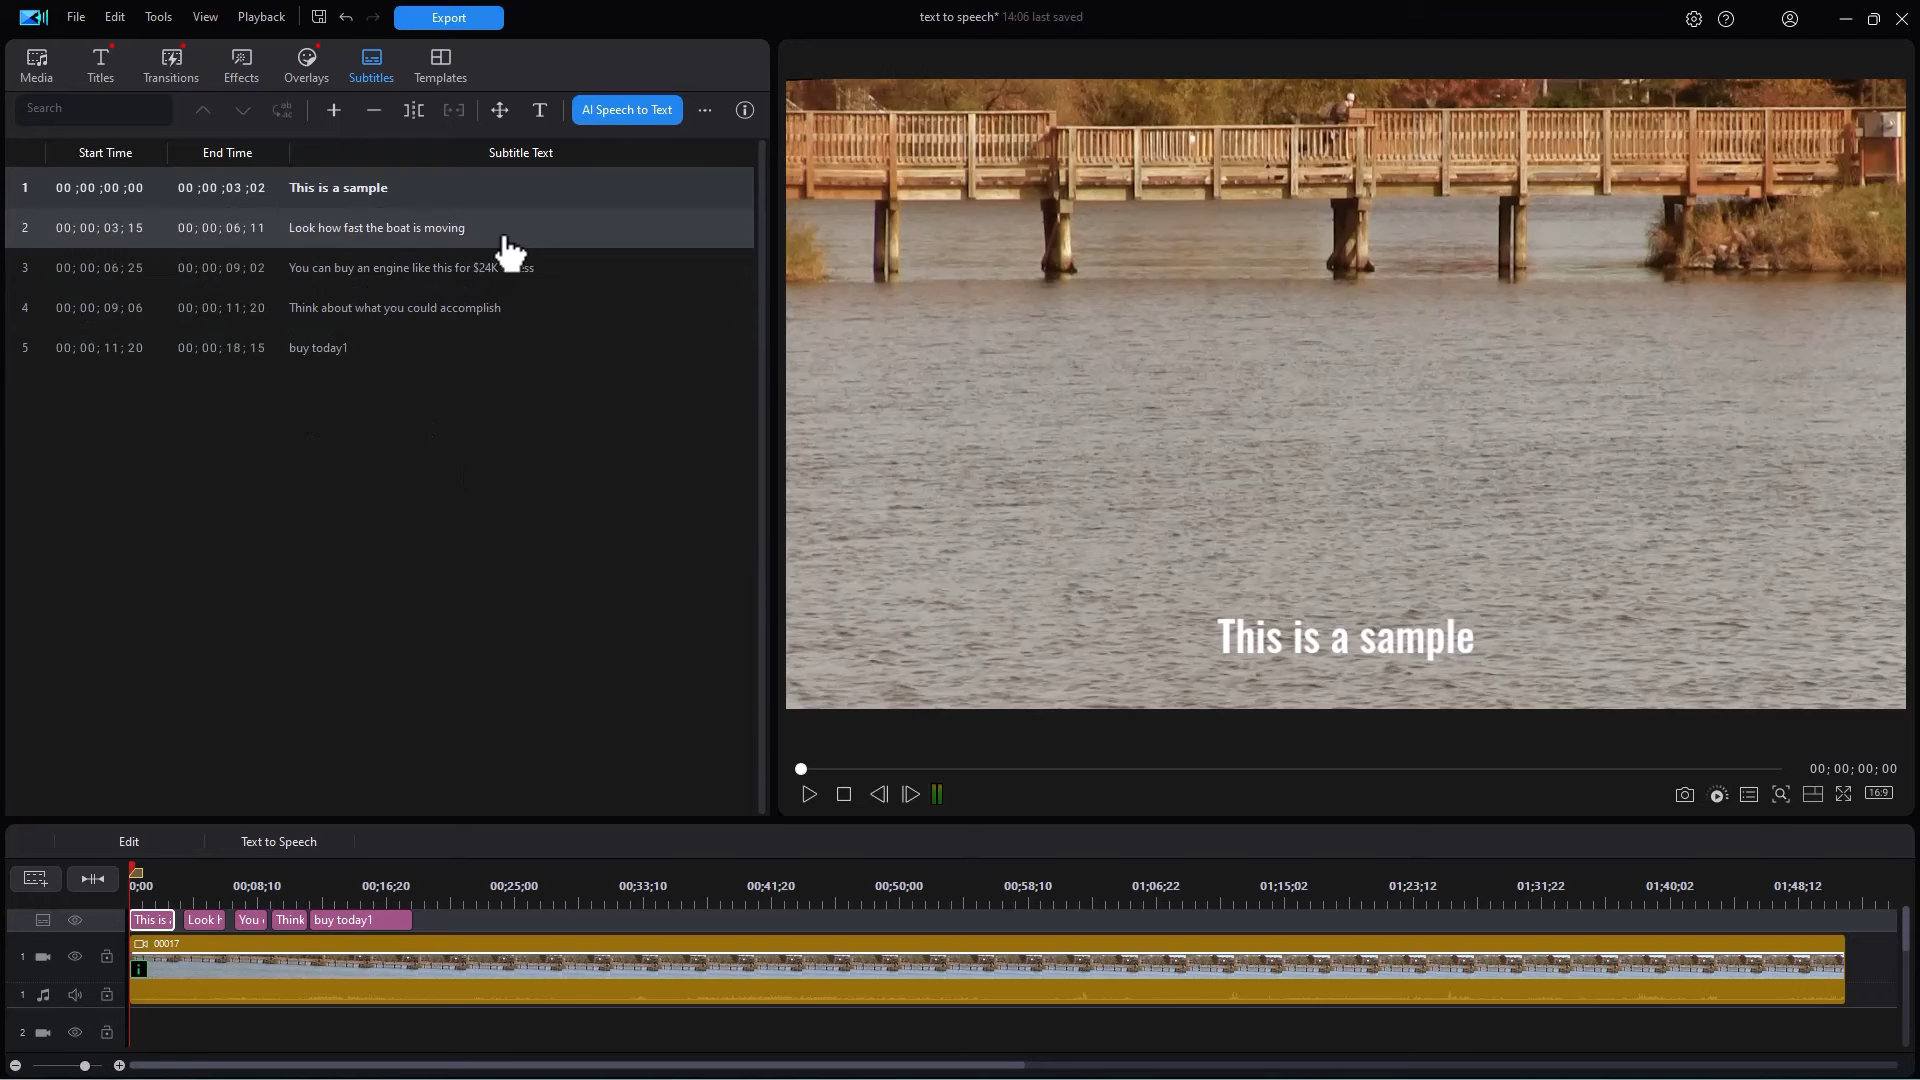 File Edit Tools View Playback Export text to speech* 14:06 last saved
Media Titles Transitions Effects Overlays Subtitles Templates
Search AI Speech to Text
Start Time End Time Subtitle Text
1 00 ;00 ;00 ;00 00 ;00 ;03 ;02 This is a sample
2 00; 00; 03; 15 00; 00; 06; 11 Look how fast the boat is moving
3 00; 00; 06; 25 00; 00; 09; 02 You can buy an engine like this for $24K
4 00; 00; 09; 06 00; 00; 11; 20 Think about what you could accomplish
5 00; 00; 11; 20 00; 00; 18; 15 buy today1
This is a sample
00; 00; 00; 00
16:9
Edit Text to Speech
0;00 00;08;10 00;16;20 00;25;00 00;33;10 00;41;20 00;50;00 00;58;10 01;06;22 01;15;02 01;23;12 01;31;22 01;40;02 01;48;12
This is Look You Think buy today1
00017
1
1
2